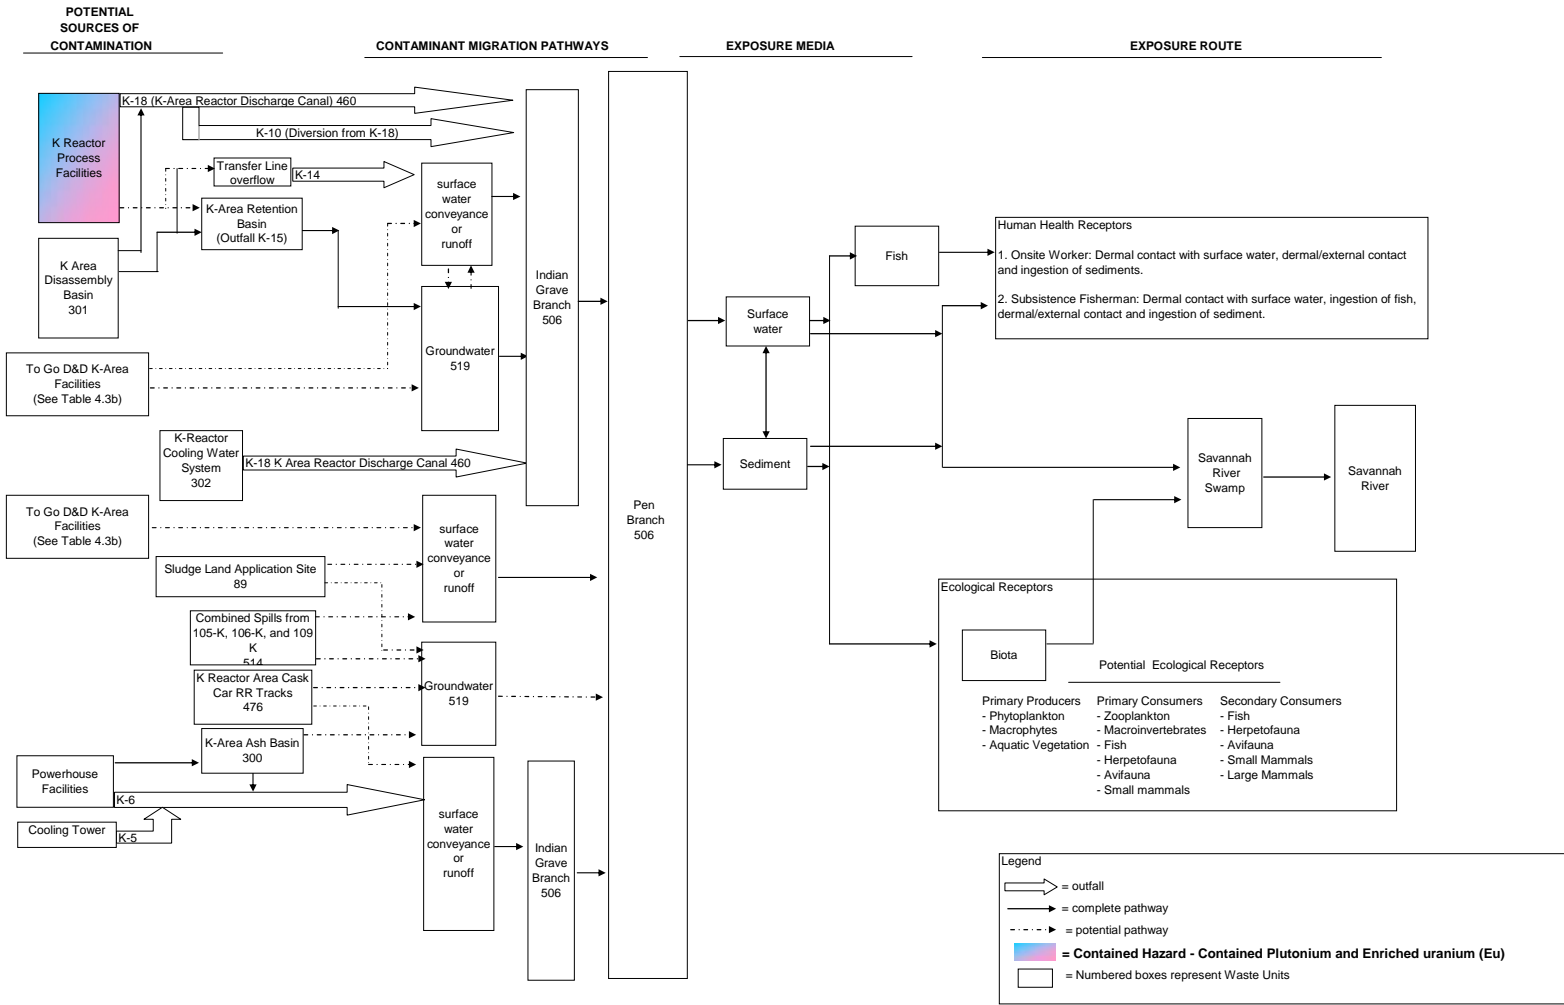 POTENTIAL
SOURCES OF
CONTAMINATION
CONTAMINANT MIGRATION PATHWAYS
EXPOSURE MEDIA
EXPOSURE ROUTE
K Reactor
Process
Facilities
K-18 (K-Area Reactor Discharge Canal) 460
K-10 (Diversion from K-18)
Transfer Line
overflow
K-14
K-Area Retention
Basin
(Outfall K-15)
K Area
Disassembly
Basin
301
To Go D&D K-Area
Facilities
(See Table 4.3b)
surface
water
conveyance
or
runoff
Groundwater
519
Indian
Grave
Branch
506
K-Reactor
Cooling Water
System
302
K-18 K Area Reactor Discharge Canal 460
To Go D&D K-Area
Facilities
(See Table 4.3b)
Sludge Land Application Site
89
Combined Spills from
105-K, 106-K, and 109
K
514
K Reactor Area Cask
Car RR Tracks
476
K-Area Ash Basin
300
Powerhouse
Facilities
K-6
Cooling Tower
K-5
surface
water
conveyance
or
runoff
Groundwater
519
surface
water
conveyance
or
runoff
Indian
Grave
Branch
506
Pen
Branch
506
Surface
water
Sediment
Fish
Human Health Receptors
1. Onsite Worker: Dermal contact with surface water, dermal/external contact
and ingestion of sediments.
2. Subsistence Fisherman: Dermal contact with surface water, ingestion of fish,
dermal/external contact and ingestion of sediment.
Savannah
River
Swamp
Savannah
River
Ecological Receptors
Biota
Potential Ecological Receptors
Primary Producers
- Phytoplankton
- Macrophytes
- Aquatic Vegetation
Primary Consumers
- Zooplankton
- Macroinvertebrates
- Fish
- Herpetofauna
- Avifauna
- Small mammals
Secondary Consumers
- Fish
- Herpetofauna
- Avifauna
- Small Mammals
- Large Mammals
Legend
= outfall
= complete pathway
= potential pathway
= Contained Hazard - Contained Plutonium and Enriched uranium (Eu)
= Numbered boxes represent Waste Units